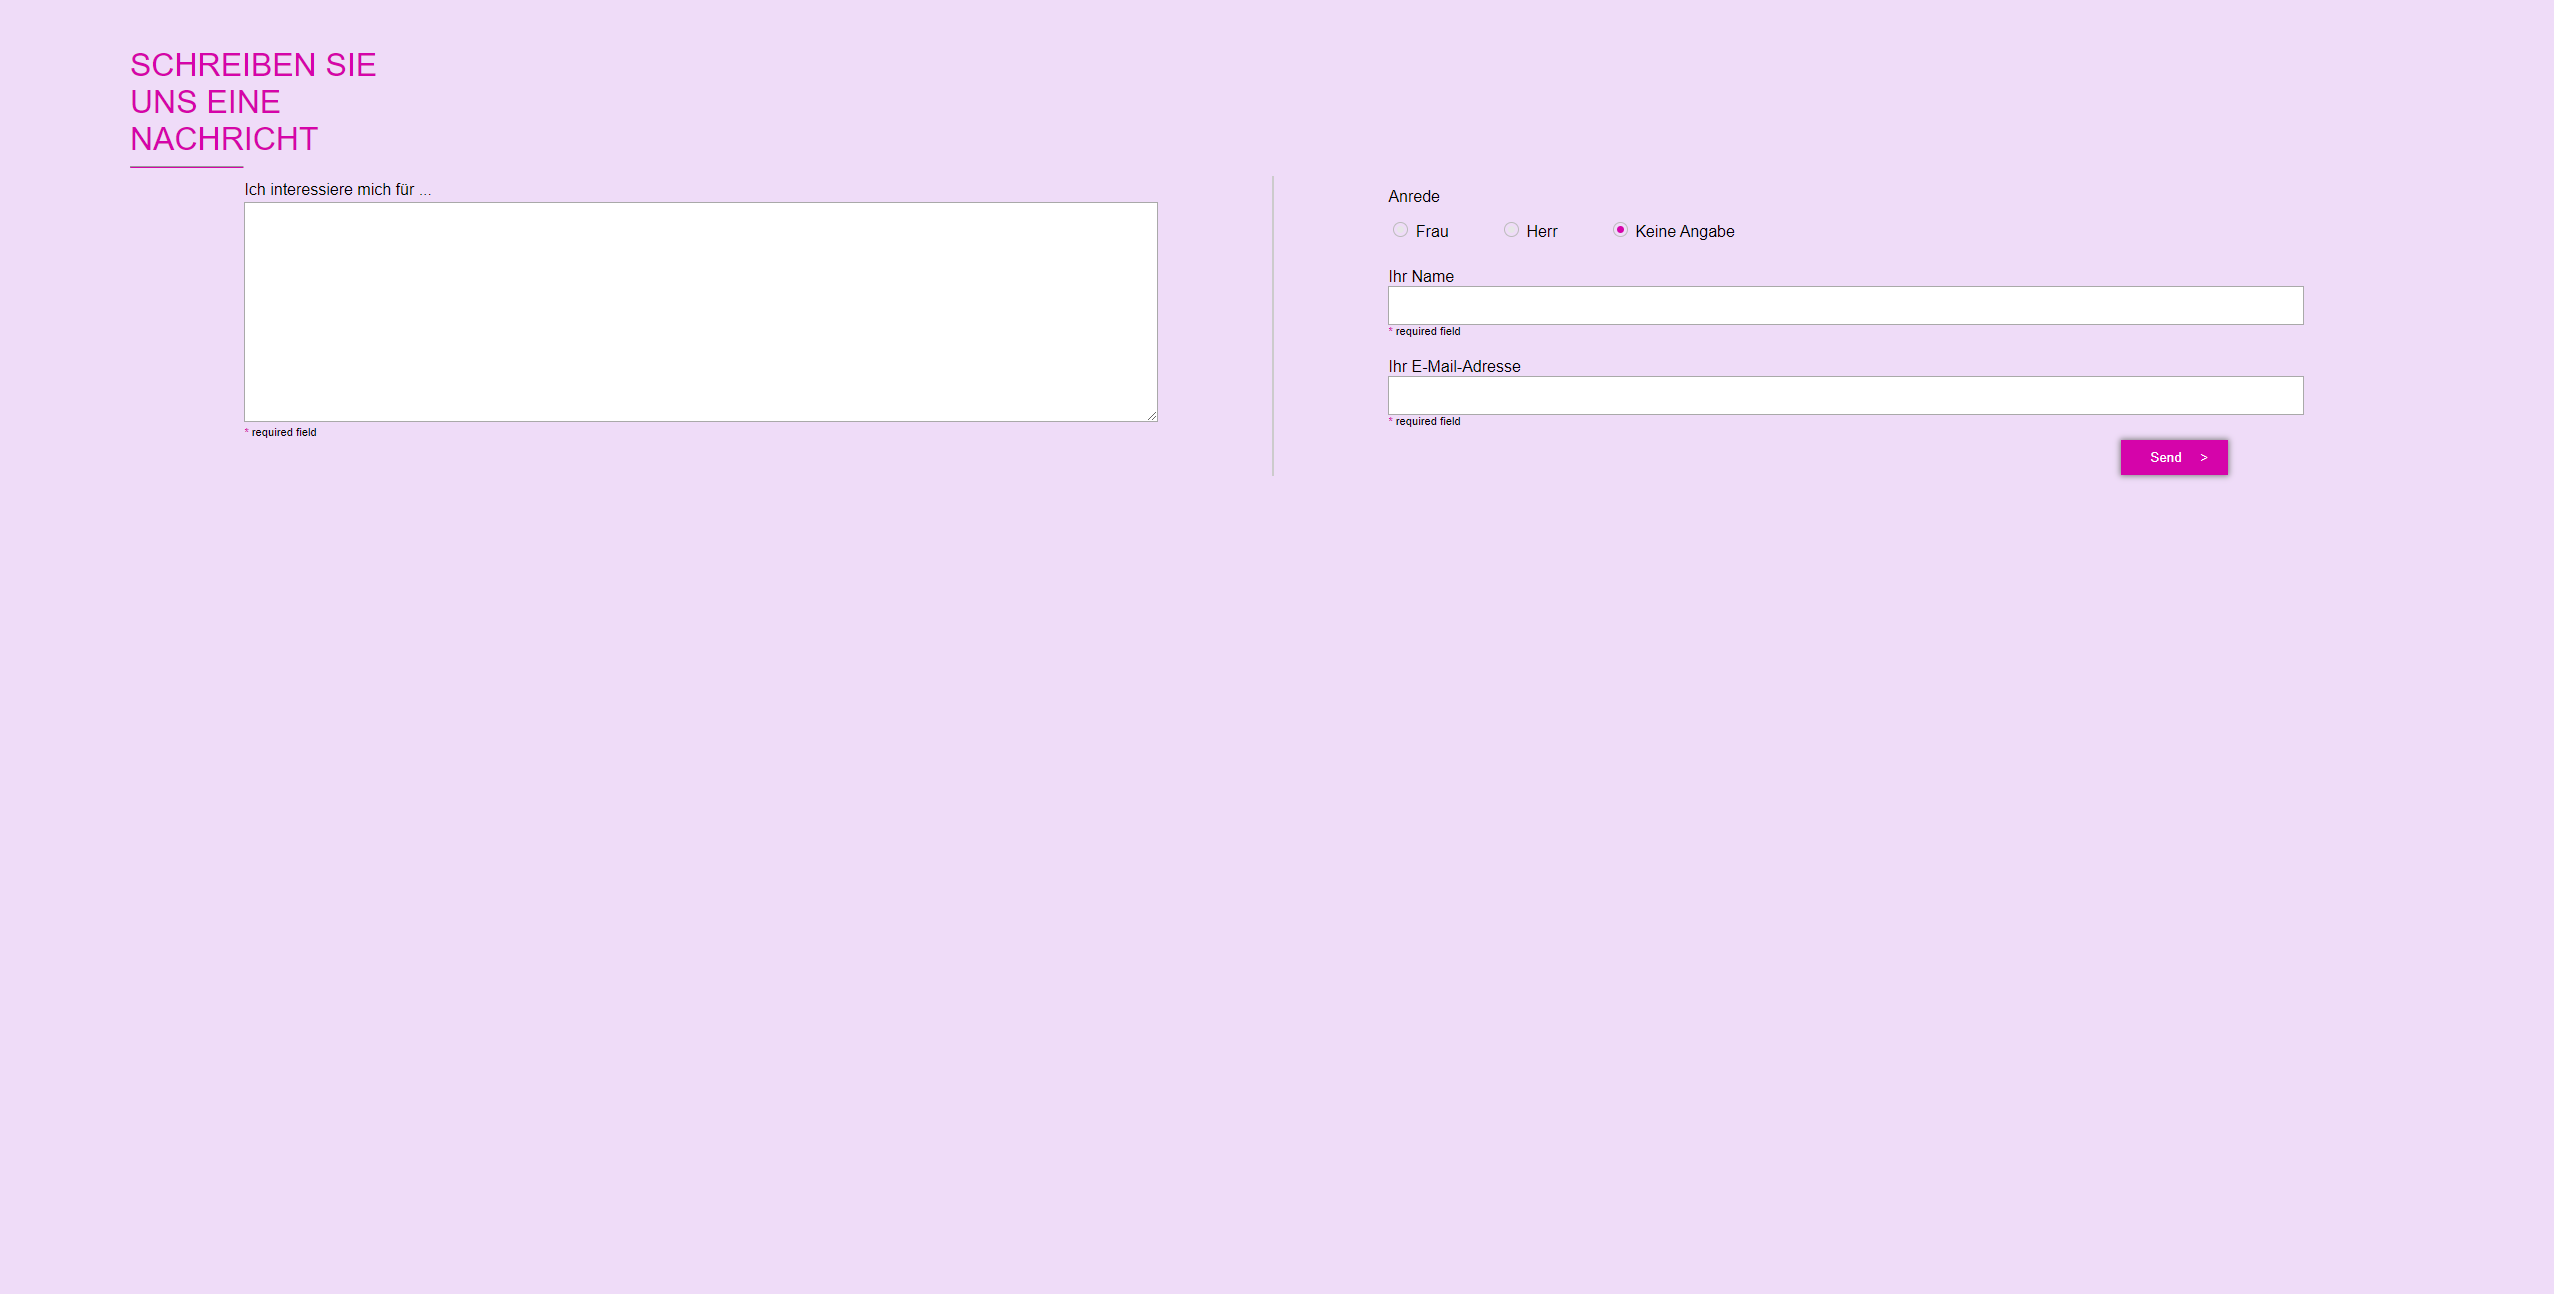 SCHREIBEN SIE
UNS EINE
NACHRICHT
Ich interessiere mich für ...
* required field
Anrede
Frau Herr Keine Angabe
Ihr Name
* required field
Ihr E-Mail-Adresse
* required field
Send >